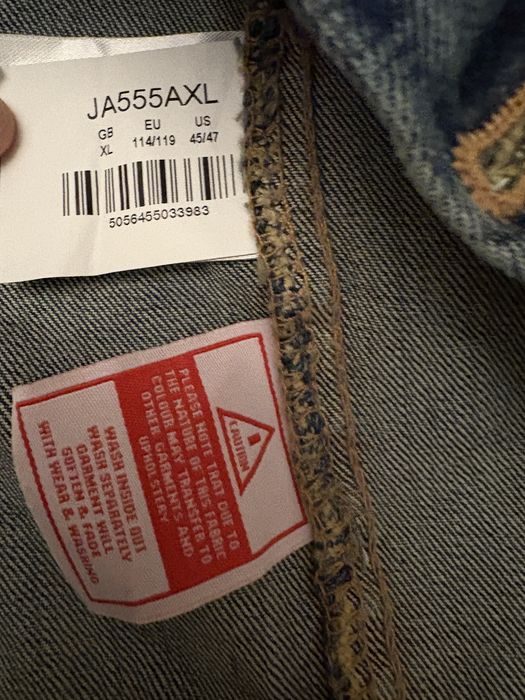 JA555AXL
GB EU US
XL 114/119 45/47
5056455033983
CAUTION
PLEASE NOTE THAT DUE TO
THE NATURE OF THIS FABRIC
COLOUR MAY TRANSFER TO
OTHER GARMENTS AND
UPHOLSTERY
WASH INSIDE OUT
WASH SEPARATELY
GARMENT WILL
SOFTEN & FADE
WITH WEAR & WASHING